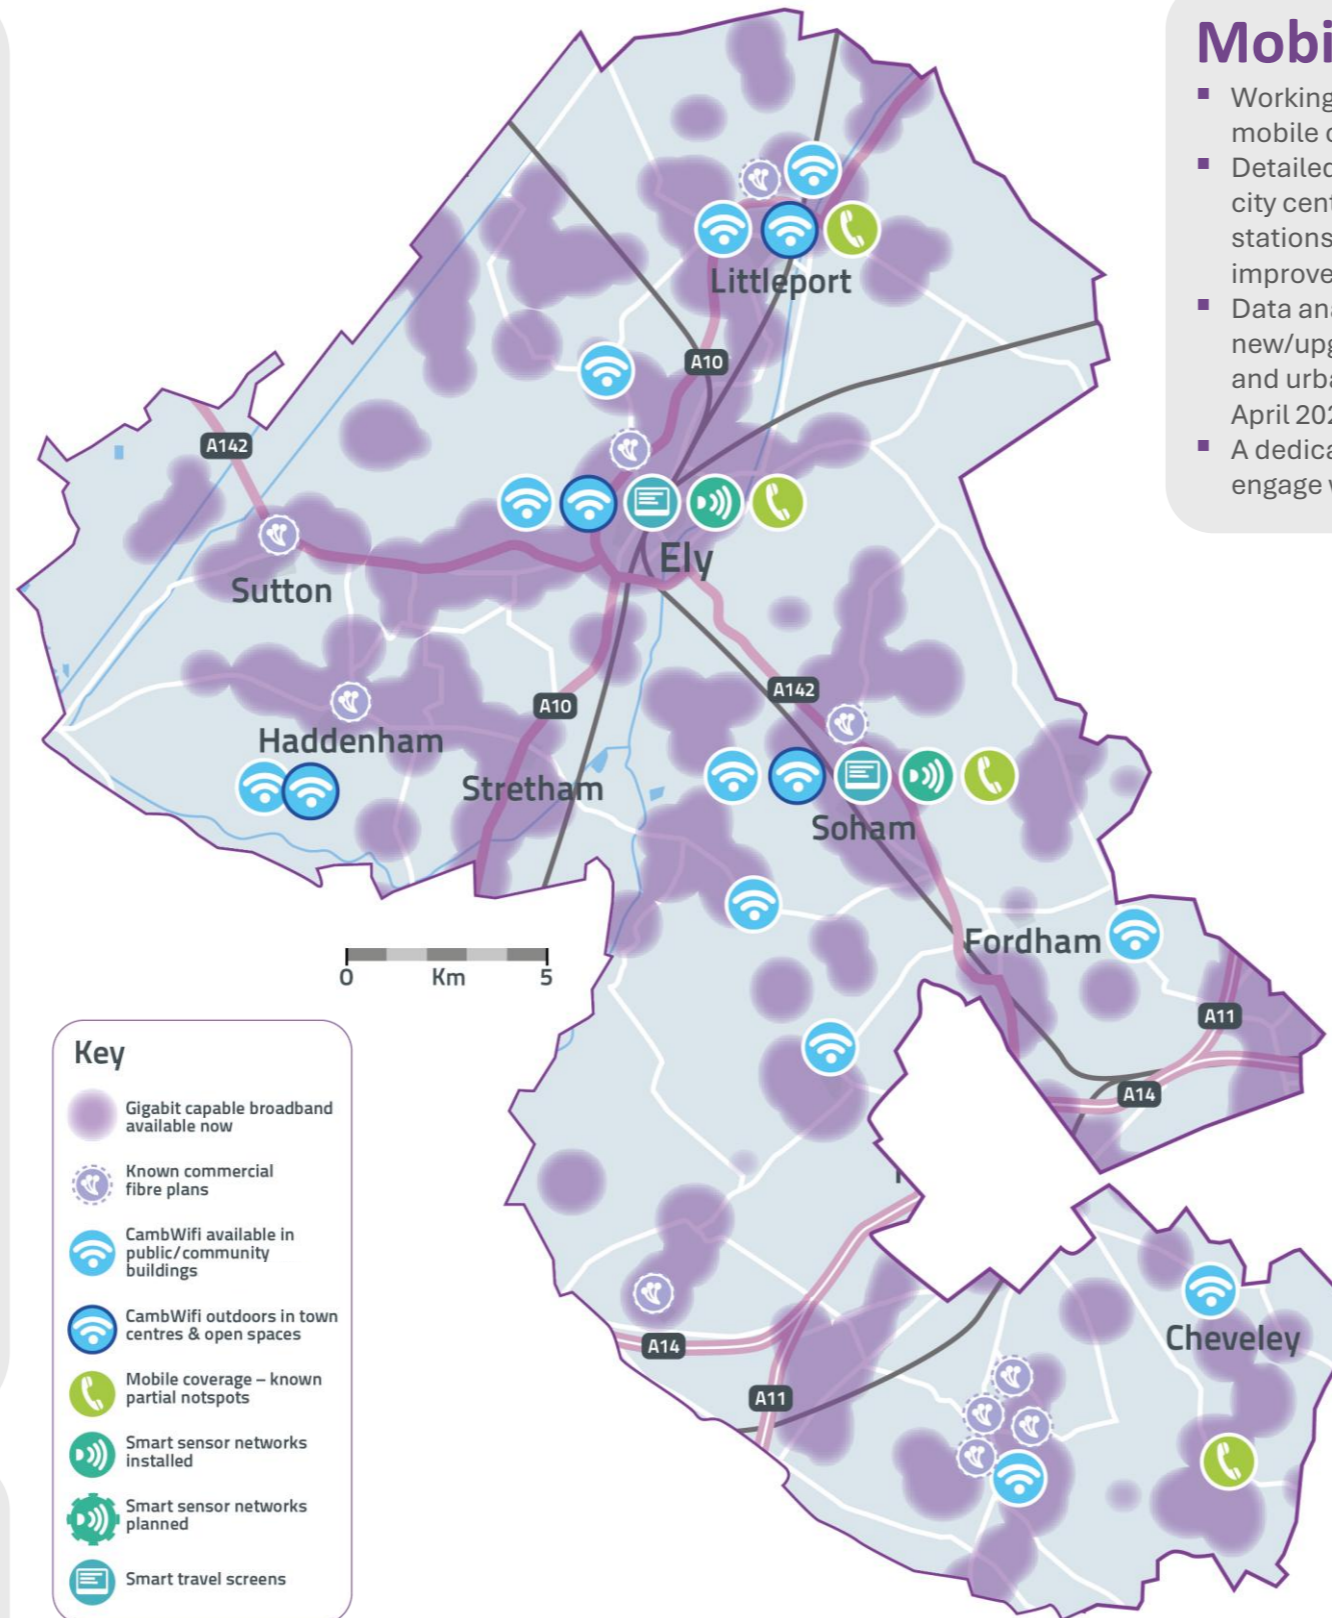 Mobi
Working
mobile
Detailed
city cent
stations
improve
Data ana
new/upg
and urba
April 202
A dedica
engage
Littleport
A10
A142
Ely
Sutton
A142
A10
Haddenham
Stretham
Soham
0 Km 5
Fordham
A11
A14
Key
Gigabit capable broadband
available now
Known commercial
fibre plans
CambWifi available in
public/community
buildings
CambWifi outdoors in town
centres & open spaces
Mobile coverage – known
partial notspots
Smart sensor networks
installed
Smart sensor networks
planned
Smart travel screens
A14
A11
Cheveley